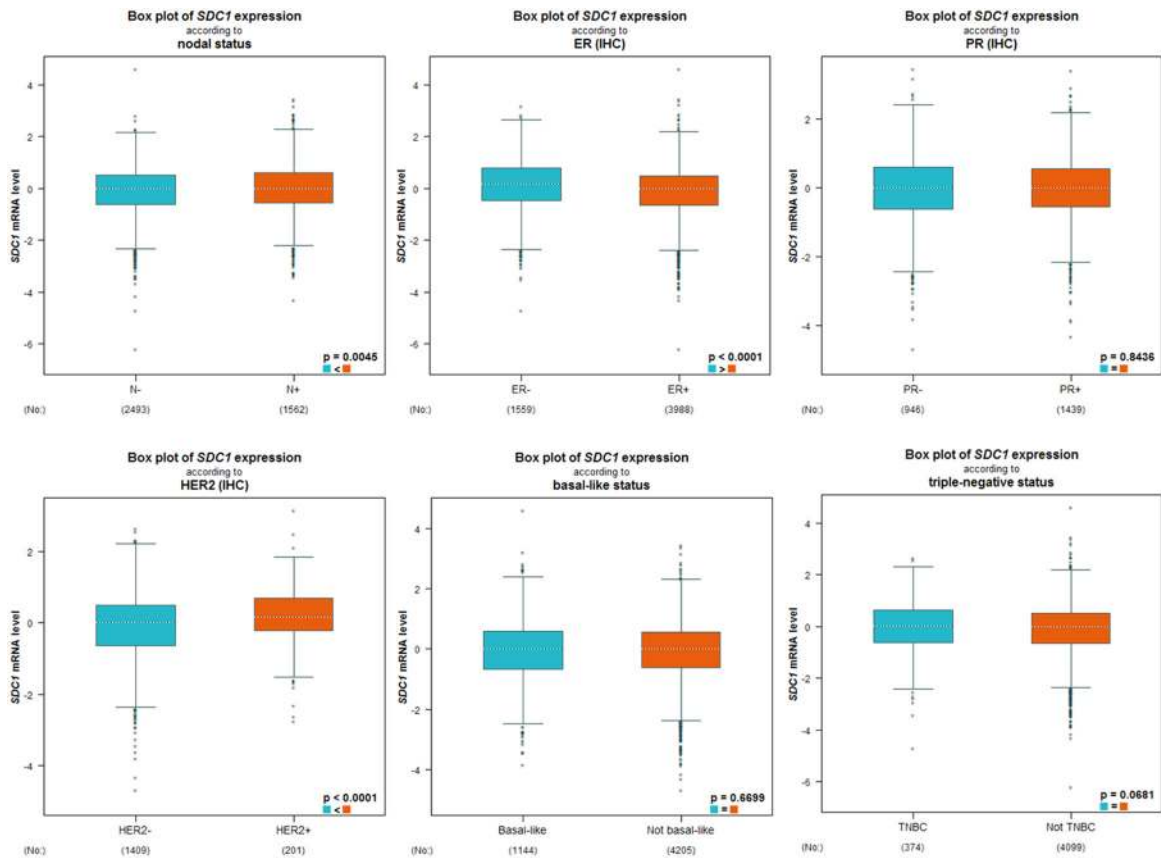 Box plot of SDC1 expression
according to
nodal status
SDC1 mRNA level
4
2
0
-2
-4
-6
p = 0.0045
<
N-
N+
(No:)
(2493)
(1562)
Box plot of SDC1 expression
according to
ER (IHC)
SDC1 mRNA level
4
2
0
-2
-4
-6
p < 0.0001
>
ER-
ER+
(No:)
(1559)
(3988)
Box plot of SDC1 expression
according to
PR (IHC)
SDC1 mRNA level
2
0
-2
-4
p = 0.8436
=
PR-
PR+
(No:)
(946)
(1439)
Box plot of SDC1 expression
according to
HER2 (IHC)
SDC1 mRNA level
2
0
-2
-4
p < 0.0001
<
HER2-
HER2+
(No:)
(1409)
(201)
Box plot of SDC1 expression
according to
basal-like status
SDC1 mRNA level
4
2
0
-2
-4
p = 0.6699
=
Basal-like
Not basal-like
(No:)
(1144)
(4205)
Box plot of SDC1 expression
according to
triple-negative status
SDC1 mRNA level
4
2
0
-2
-4
-6
p = 0.0681
=
TNBC
Not TNBC
(No:)
(374)
(4099)